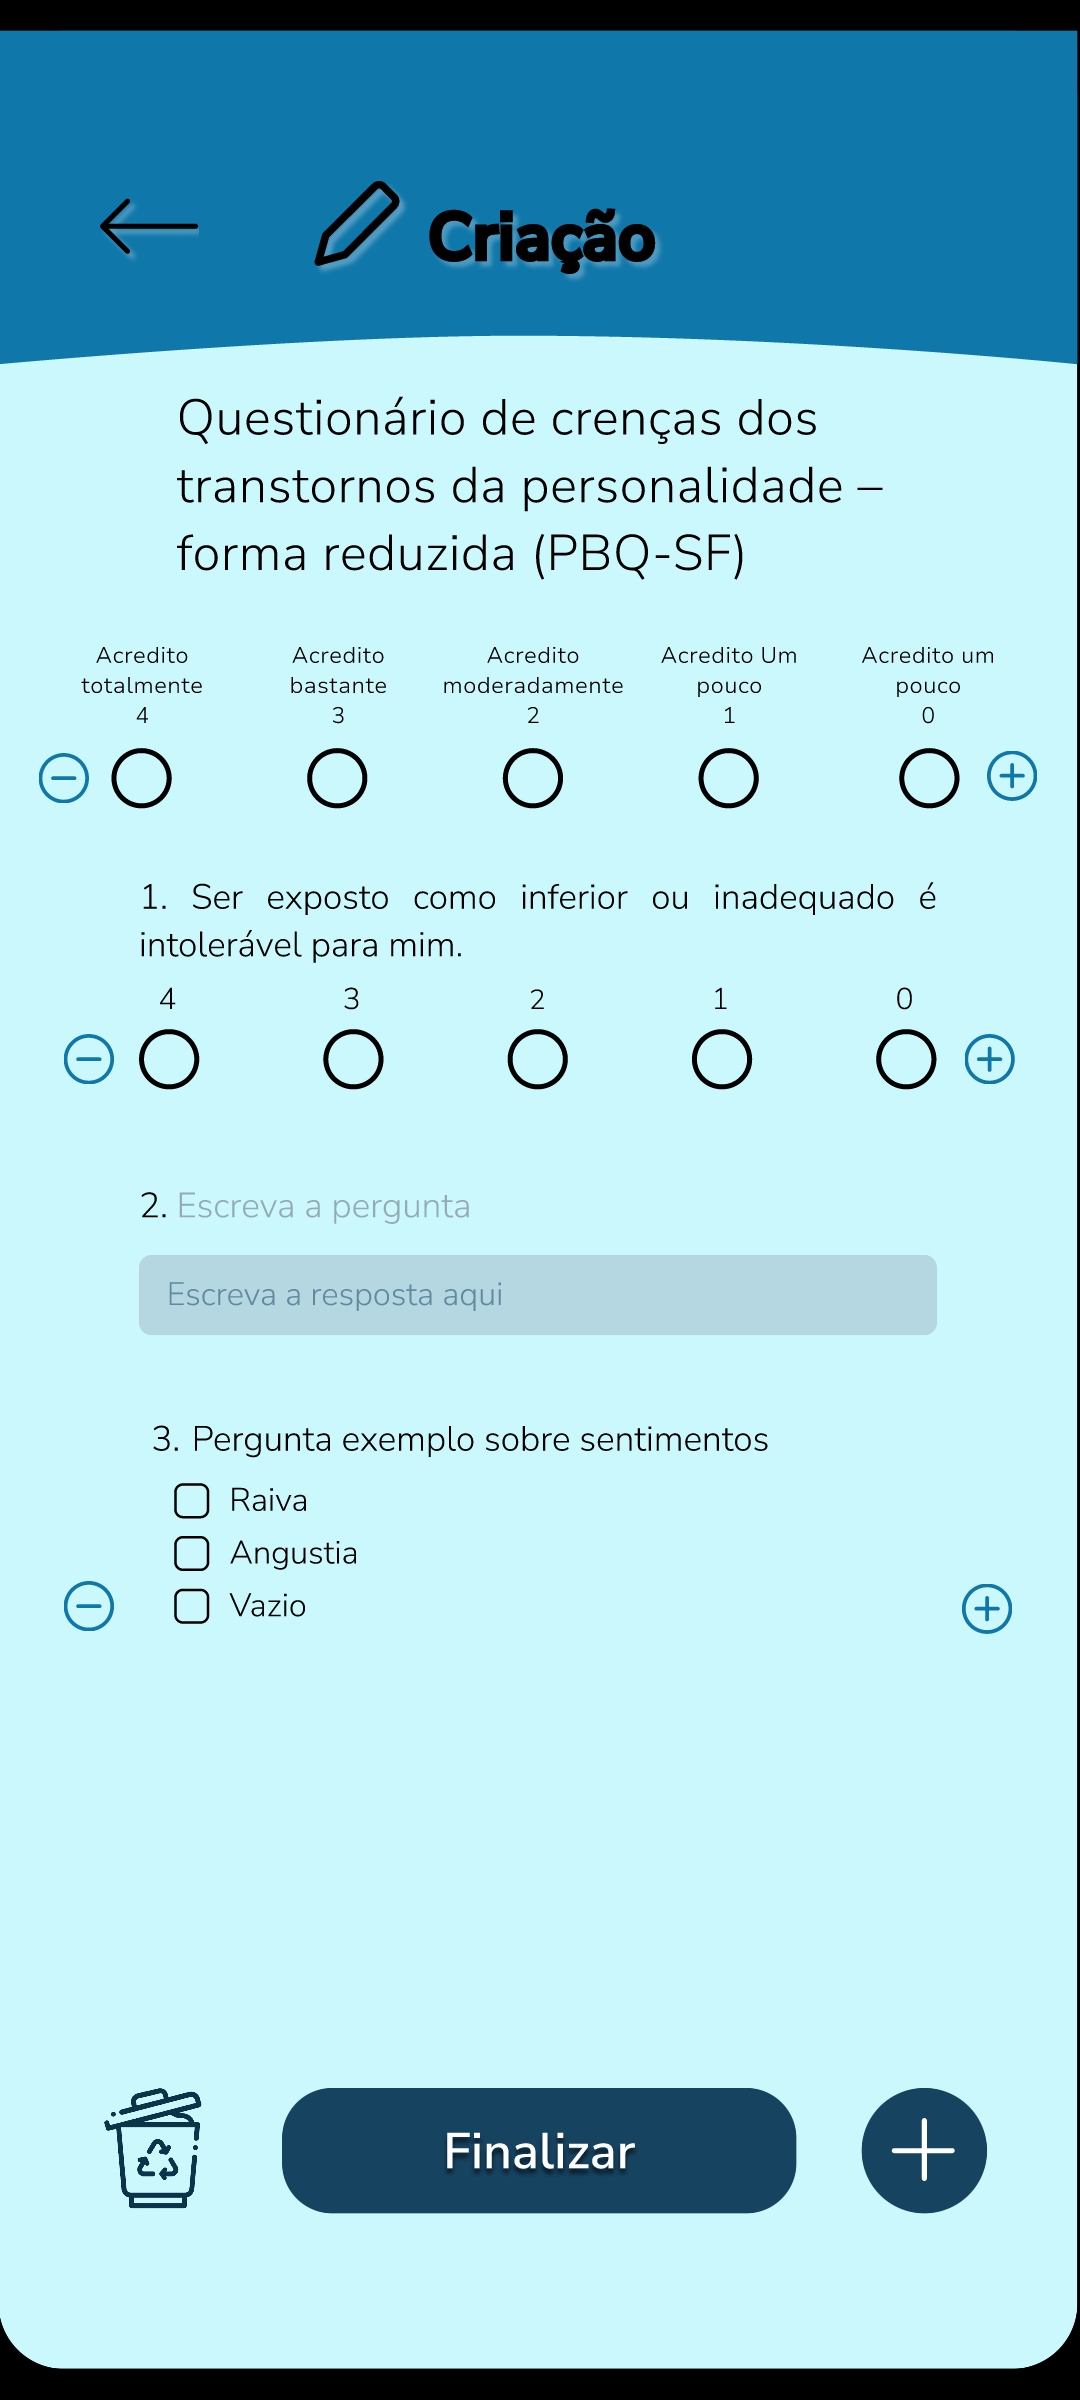 Criação
Questionário de crenças dos
transtornos da personalidade –
forma reduzida (PBQ-SF)
Acredito totalmente 4
Acredito bastante 3
Acredito moderadamente 2
Acredito Um pouco 1
Acredito um pouco 0
1. Ser exposto como inferior ou inadequado é
intolerável para mim.
4 3 2 1 0
2. Escreva a pergunta
Escreva a resposta aqui
3. Pergunta exemplo sobre sentimentos
Raiva
Angustia
Vazio
Finalizar